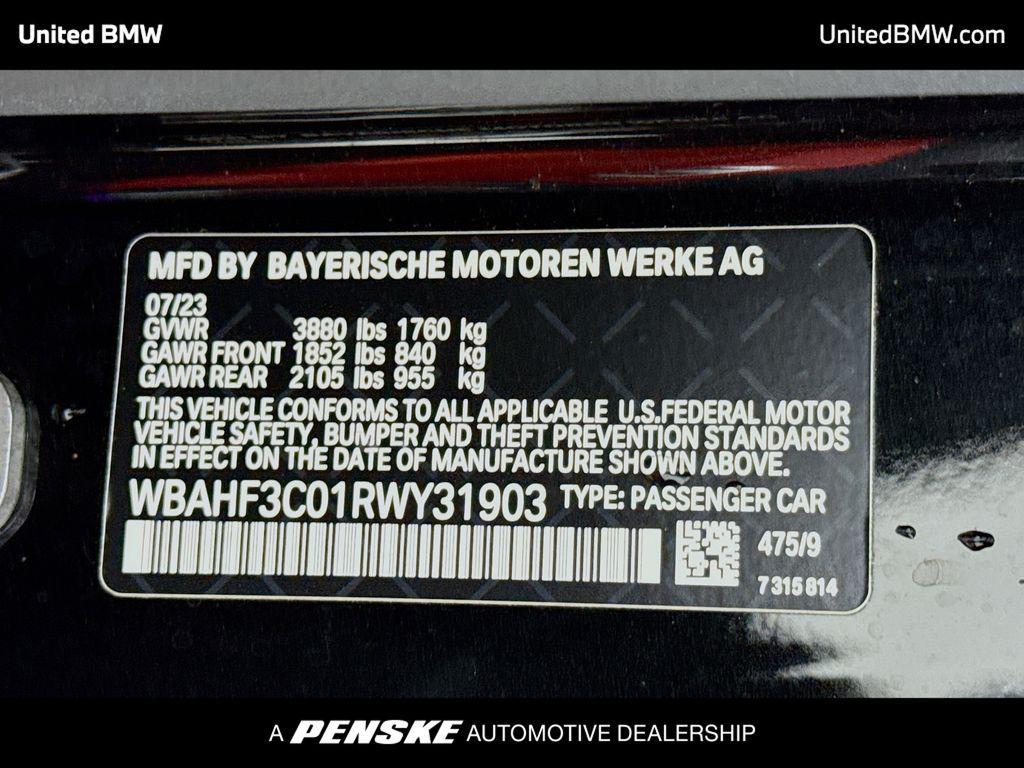 United BMW
UnitedBMW.com
MFD BY BAYERISCHE MOTOREN WERKE AG
07/23
GVWR 3880 lbs 1760 kg
GAWR FRONT 1852 lbs 840 kg
GAWR REAR 2105 lbs 955 kg
THIS VEHICLE CONFORMS TO ALL APPLICABLE U.S.FEDERAL MOTOR
VEHICLE SAFETY, BUMPER AND THEFT PREVENTION STANDARDS
IN EFFECT ON THE DATE OF MANUFACTURE SHOWN ABOVE.
WBAHF3C01RWY31903 TYPE: PASSENGER CAR
475/9
7315814
A PENSKE AUTOMOTIVE DEALERSHIP